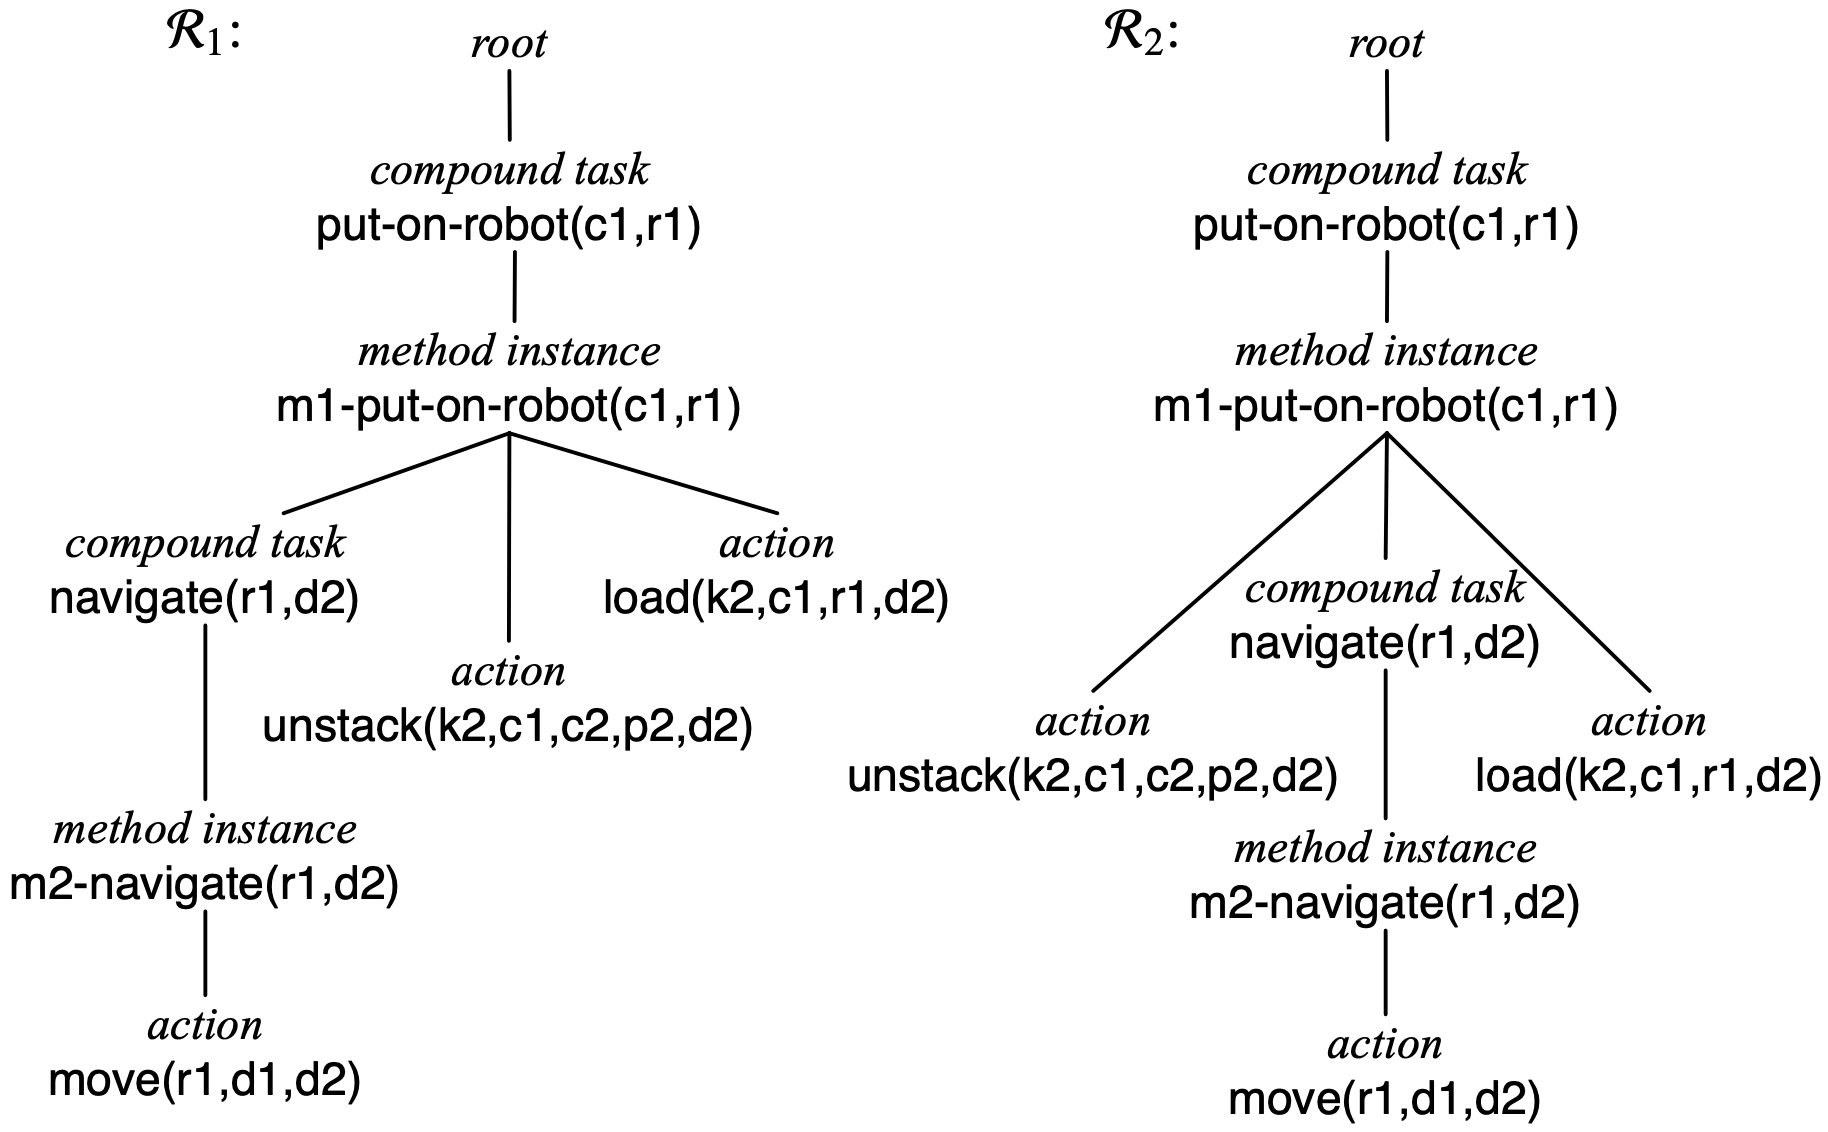 ℛ1:
root
compound task
put-on-robot(c1,r1)
method instance
m1-put-on-robot(c1,r1)
compound task
navigate(r1,d2)
action
load(k2,c1,r1,d2)
action
unstack(k2,c1,c2,p2,d2)
method instance
m2-navigate(r1,d2)
action
move(r1,d1,d2)
ℛ2:
root
compound task
put-on-robot(c1,r1)
method instance
m1-put-on-robot(c1,r1)
compound task
navigate(r1,d2)
action
unstack(k2,c1,c2,p2,d2)
action
load(k2,c1,r1,d2)
method instance
m2-navigate(r1,d2)
action
move(r1,d1,d2)